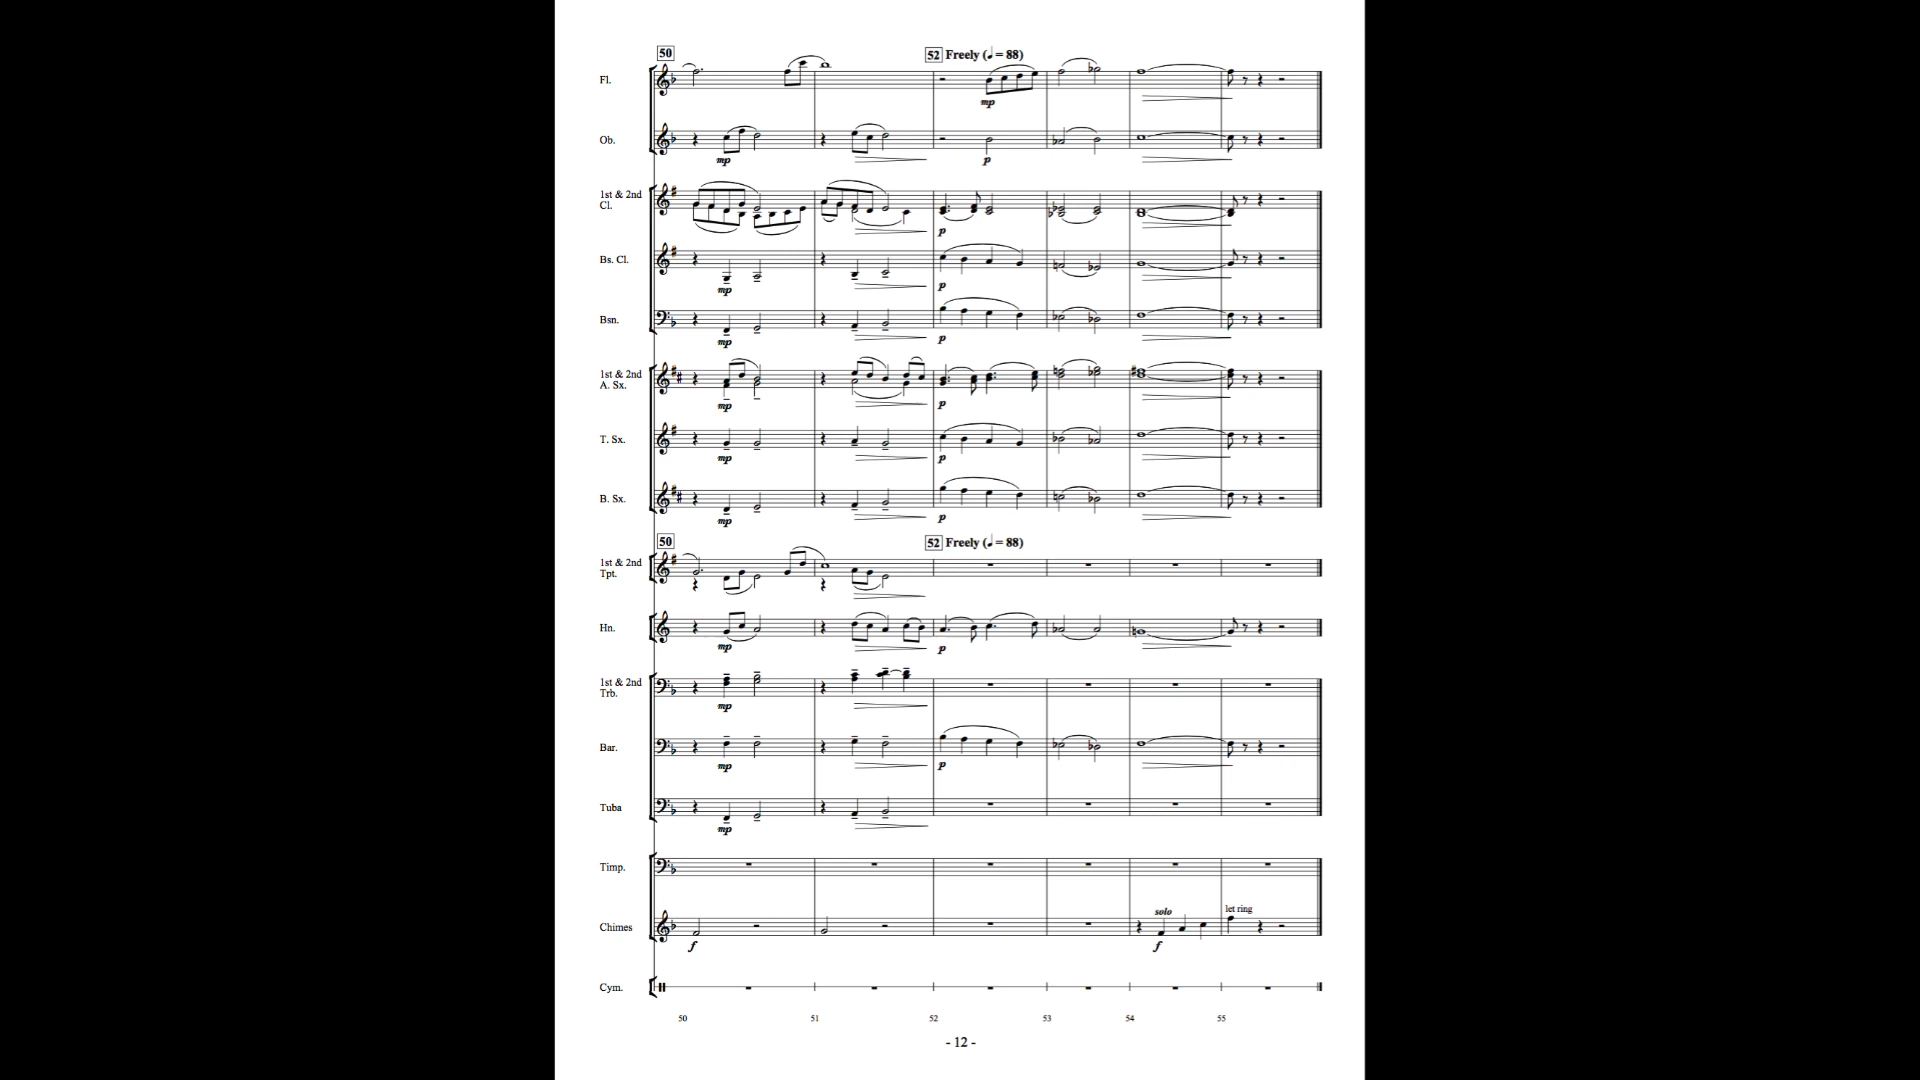 50
52 Freely (♩ = 88)
Fl.
mp
Ob.
mp
p
1st & 2nd
Cl.
p
Bs. Cl.
mp
p
Bsn.
mp
p
1st & 2nd
A. Sx.
mp
p
T. Sx.
mp
p
B. Sx.
mp
p
50
52 Freely (♩ = 88)
1st & 2nd
Tpt.
Hn.
mp
p
1st & 2nd
Trb.
mp
Bar.
mp
p
Tuba
mp
Timp.
solo
let ring
Chimes
f
f
Cym.
50 51 52 53 54 55
- 12 -